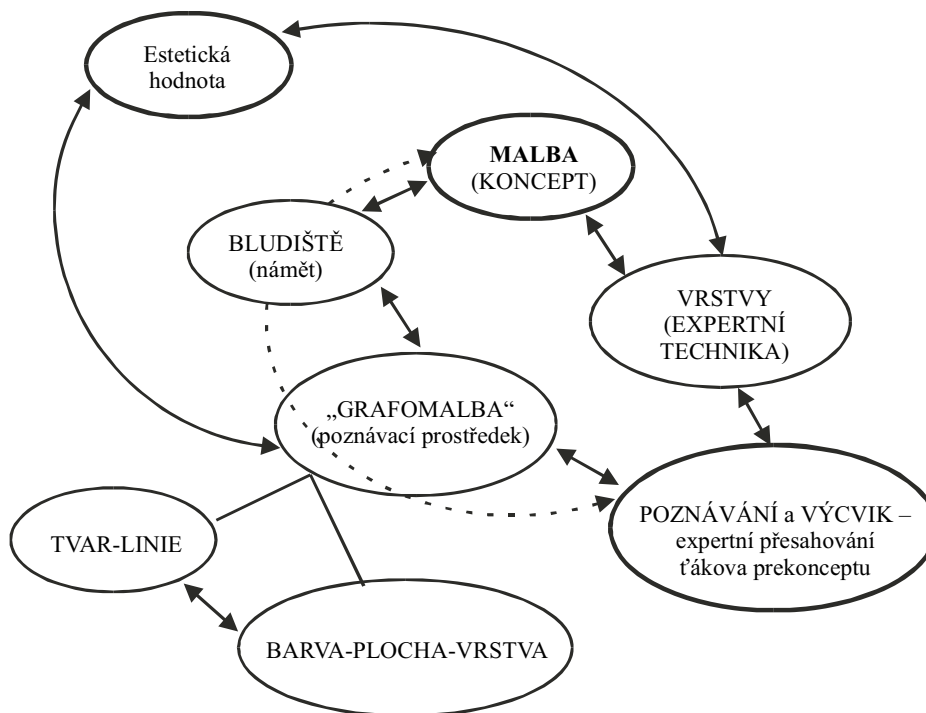 Estetická
hodnota
MALBA
(KONCEPT)
BLUDIŠTĚ
(námět)
VRSTVY
(EXPERTNÍ
TECHNIKA)
„GRAFOMALBA“
(poznávací prostředek)
POZNÁVÁNÍ a VÝCVIK –
expertní přesahování
ťákova prekonceptu
TVAR-LINIE
BARVA-PLOCHA-VRSTVA